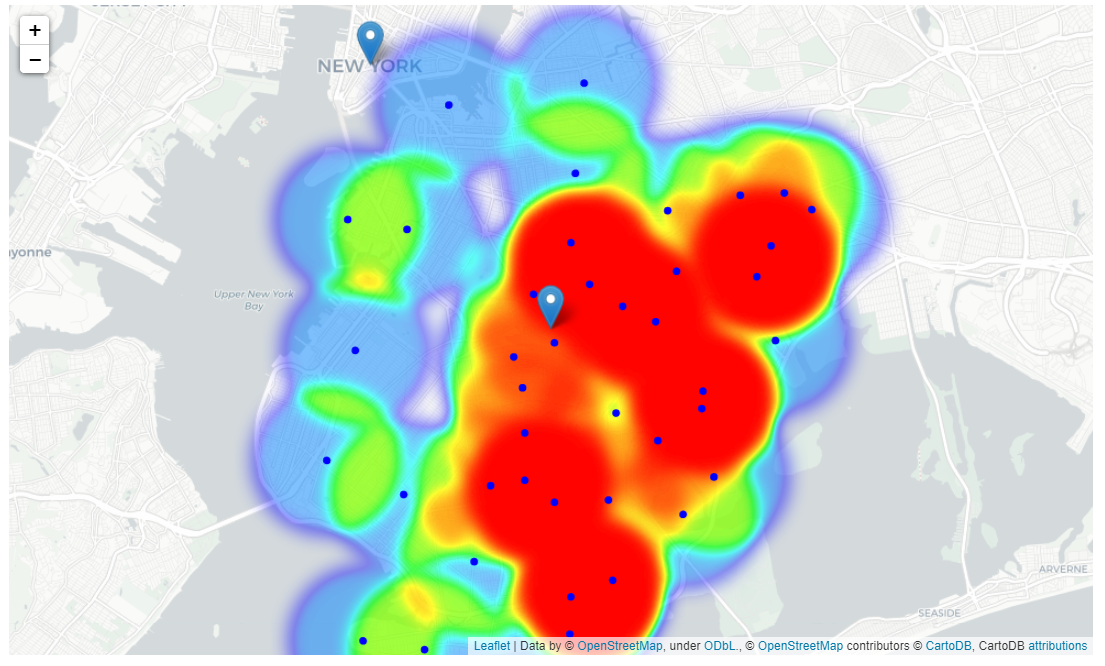 +
−
NEW YORK
ayonne
Upper New York
Bay
ARVERNE
SEASIDE
Leaflet | Data by © OpenStreetMap, under ODbL., © OpenStreetMap contributors © CartoDB, CartoDB attributions